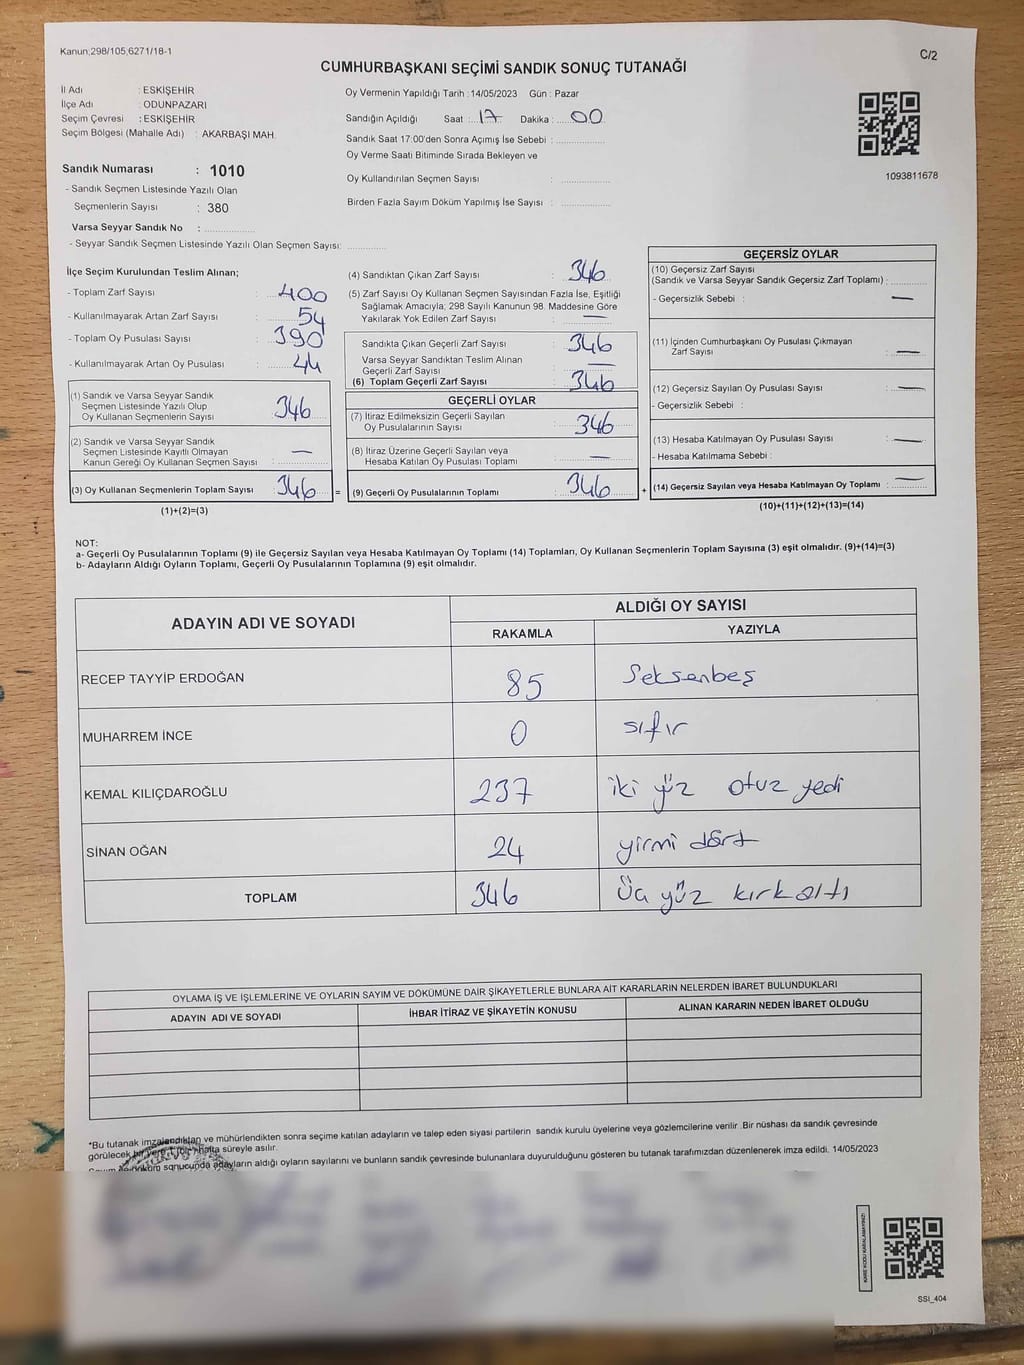 Kanun;298/105,6271/18-1
C/2
CUMHURBAŞKANI SEÇİMİ SANDIK SONUÇ TUTANAĞI
İl Adı : ESKİŞEHİR
İlçe Adı : ODUNPAZARI
Seçim Çevresi : ESKİŞEHİR
Seçim Bölgesi (Mahalle Adı) : AKARBAŞI MAH.
Oy Vermenin Yapıldığı Tarih : 14/05/2023 Gün : Pazar
Sandığın Açıldığı Saat : 17 Dakika : 00
Sandık Saat 17:00'den Sonra Açımış İse Sebebi :
Oy Verme Saati Bitiminde Sırada Bekleyen ve
Oy Kullandırılan Seçmen Sayısı :
Birden Fazla Sayım Döküm Yapılmış İse Sayısı :
1093811678
Sandık Numarası : 1010
- Sandık Seçmen Listesinde Yazılı Olan
Seçmenlerin Sayısı : 380
Varsa Seyyar Sandık No :
- Seyyar Sandık Seçmen Listesinde Yazılı Olan Seçmen Sayısı:
İlçe Seçim Kurulundan Teslim Alınan;
- Toplam Zarf Sayısı : 400
- Kullanılmayarak Artan Zarf Sayısı : 54
- Toplam Oy Pusulası Sayısı : 390
- Kullanılmayarak Artan Oy Pusulası : 44
(1) Sandık ve Varsa Seyyar Sandık
Seçmen Listesinde Yazılı Olup
Oy Kullanan Seçmenlerin Sayısı : 346
(2) Sandık ve Varsa Seyyar Sandık
Seçmen Listesinde Kayıtlı Olmayan
Kanun Gereği Oy Kullanan Seçmen Sayısı : —
(3) Oy Kullanan Seçmenlerin Toplam Sayısı : 346
(1)+(2)=(3)
(4) Sandıktan Çıkan Zarf Sayısı : 346
(5) Zarf Sayısı Oy Kullanan Seçmen Sayısından Fazla İse, Eşitliği
Sağlamak Amacıyla; 298 Sayılı Kanunun 98. Maddesine Göre
Yakılarak Yok Edilen Zarf Sayısı : —
Sandıkta Çıkan Geçerli Zarf Sayısı : 346
Varsa Seyyar Sandıktan Teslim Alınan
Geçerli Zarf Sayısı : —
(6) Toplam Geçerli Zarf Sayısı : 346
GEÇERLİ OYLAR
(7) İtiraz Edilmeksizin Geçerli Sayılan
Oy Pusulalarının Sayısı : 346
(8) İtiraz Üzerine Geçerli Sayılan veya
Hesaba Katılan Oy Pusulası Toplamı : —
= (9) Geçerli Oy Pusulalarının Toplamı : 346
GEÇERSİZ OYLAR
(10) Geçersiz Zarf Sayısı
(Sandık ve Varsa Seyyar Sandık Geçersiz Zarf Toplamı) :
- Geçersizlik Sebebi : —
(11) İçinden Cumhurbaşkanı Oy Pusulası Çıkmayan
Zarf Sayısı : —
(12) Geçersiz Sayılan Oy Pusulası Sayısı : —
- Geçersizlik Sebebi :
(13) Hesaba Katılmayan Oy Pusulası Sayısı : —
- Hesaba Katılmama Sebebi :
+ (14) Geçersiz Sayılan veya Hesaba Katılmayan Oy Toplamı : —
(10)+(11)+(12)+(13)=(14)
NOT:
a- Geçerli Oy Pusulalarının Toplamı (9) ile Geçersiz Sayılan veya Hesaba Katılmayan Oy Toplamı (14) Toplamları, Oy Kullanan Seçmenlerin Toplam Sayısına (3) eşit olmalıdır. (9)+(14)=(3)
b- Adayların Aldığı Oyların Toplamı, Geçerli Oy Pusulalarının Toplamına (9) eşit olmalıdır.
ADAYIN ADI VE SOYADI
ALDIĞI OY SAYISI
RAKAMLA YAZIYLA
RECEP TAYYİP ERDOĞAN 85 Seksenbeş
MUHARREM İNCE 0 sıfır
KEMAL KILIÇDAROĞLU 237 iki yüz otuz yedi
SİNAN OĞAN 24 yirmi dört
TOPLAM 346 Üç yüz kırkaltı
OYLAMA İŞ VE İŞLEMLERİNE VE OYLARIN SAYIM VE DÖKÜMÜNE DAİR ŞİKAYETLERLE BUNLARA AİT KARARLARIN NELERDEN İBARET BULUNDUKLARI
ADAYIN ADI VE SOYADI İHBAR İTİRAZ VE ŞİKAYETİN KONUSU ALINAN KARARIN NEDEN İBARET OLDUĞU
*Bu tutanak imzalandıktan ve mühürlendikten sonra seçime katılan adayların ve talep eden siyasi partilerin sandık kurulu üyelerine veya gözlemcilerine verilir .Bir nüshası da sandık çevresinde
görülecek bir yere hafta süreyle asılır.
sonucunda adayların aldığı oyların sayılarını ve bunların sandık çevresinde bulunanlara duyurulduğunu gösteren bu tutanak tarafımızdan düzenlenerek imza edildi. 14/05/2023
KARE KODU KARALAMAYINIZ!
SSI_404